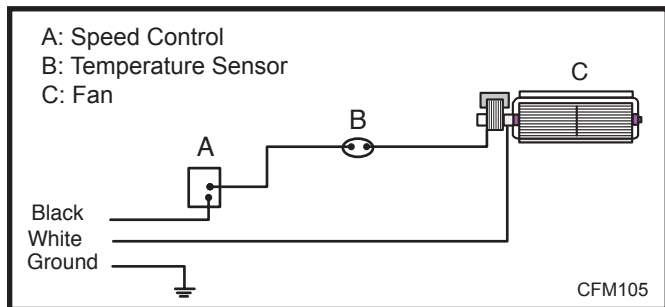 A: Speed Control
B: Temperature Sensor
C: Fan
C
B
A
Black
White
Ground
CFM105